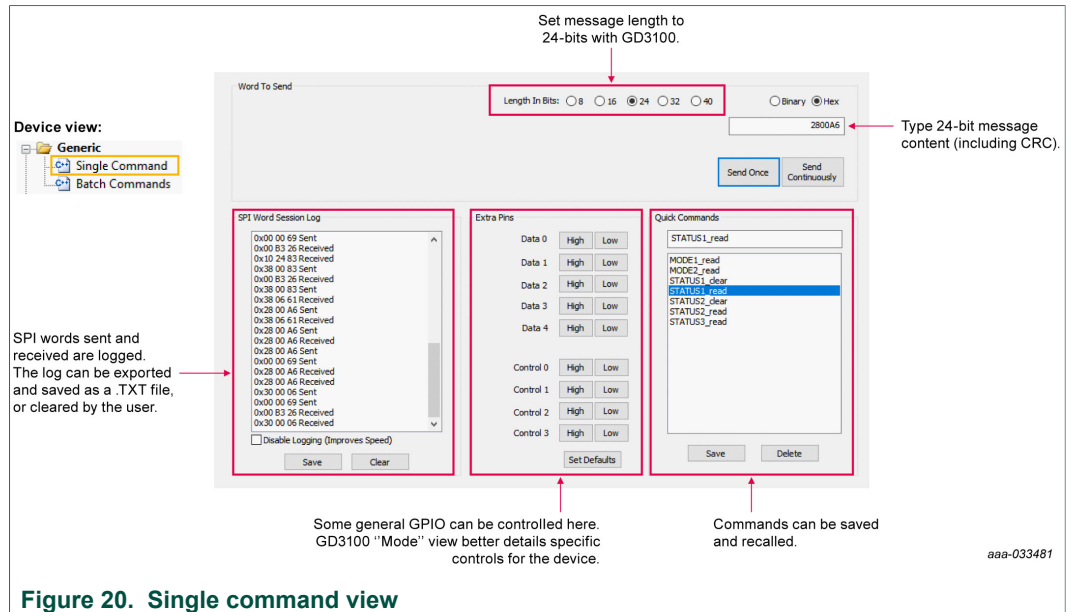 Set message length to
24-bits with GD3100.
Word To Send
Length In Bits: 8 16 24 32 40
Binary Hex
2800A6
Type 24-bit message
content (including CRC).
Send Once
Send
Continuously
Device view:
Generic
Single Command
Batch Commands
SPI Word Session Log
0x00 00 69 Sent
0x00 B3 26 Received
0x10 24 83 Received
0x38 00 83 Sent
0x00 B3 26 Received
0x38 00 83 Sent
0x38 06 61 Received
0x28 00 A6 Sent
0x38 06 61 Received
0x28 00 A6 Sent
0x28 00 A6 Received
0x28 00 A6 Sent
0x00 00 69 Sent
0x28 00 A6 Received
0x28 00 A6 Received
0x30 00 06 Sent
0x00 00 69 Sent
0x00 B3 26 Received
0x30 00 06 Received
Disable Logging (Improves Speed)
Save Clear
SPI words sent and
received are logged.
The log can be exported
and saved as a .TXT file,
or cleared by the user.
Extra Pins
Data 0 High Low
Data 1 High Low
Data 2 High Low
Data 3 High Low
Data 4 High Low
Control 0 High Low
Control 1 High Low
Control 2 High Low
Control 3 High Low
Set Defaults
Quick Commands
STATUS1_read
MODE1_read
MODE2_read
STATUS1_clear
STATUS1_read
STATUS2_clear
STATUS2_read
STATUS3_read
Save Delete
Some general GPIO can be controlled here.
GD3100 ‘‘Mode’’ view better details specific
controls for the device.
Commands can be saved
and recalled.
aaa-033481
Figure 20. Single command view